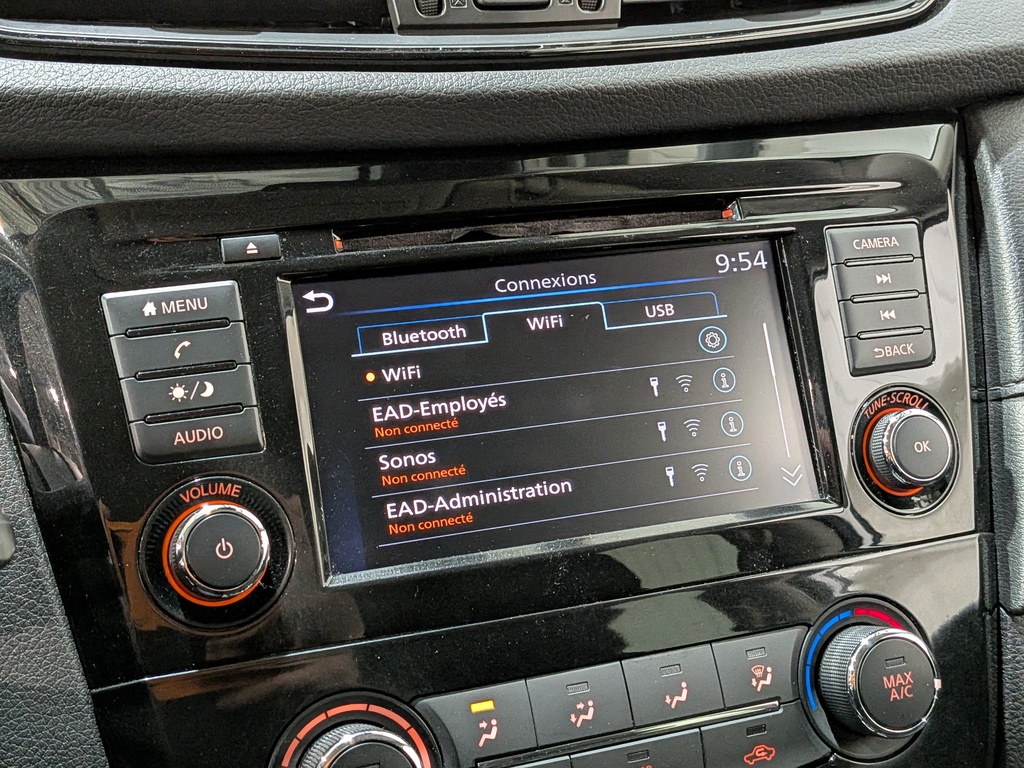 CAMERA
9:54
Connexions
MENU
Bluetooth
WiFi
USB
BACK
WiFi
EAD-Employés
Non connecté
AUDIO
Sonos
Non connecté
EAD-Administration
Non connecté
TUNE·SCROLL
OK
VOLUME
MAX
A/C